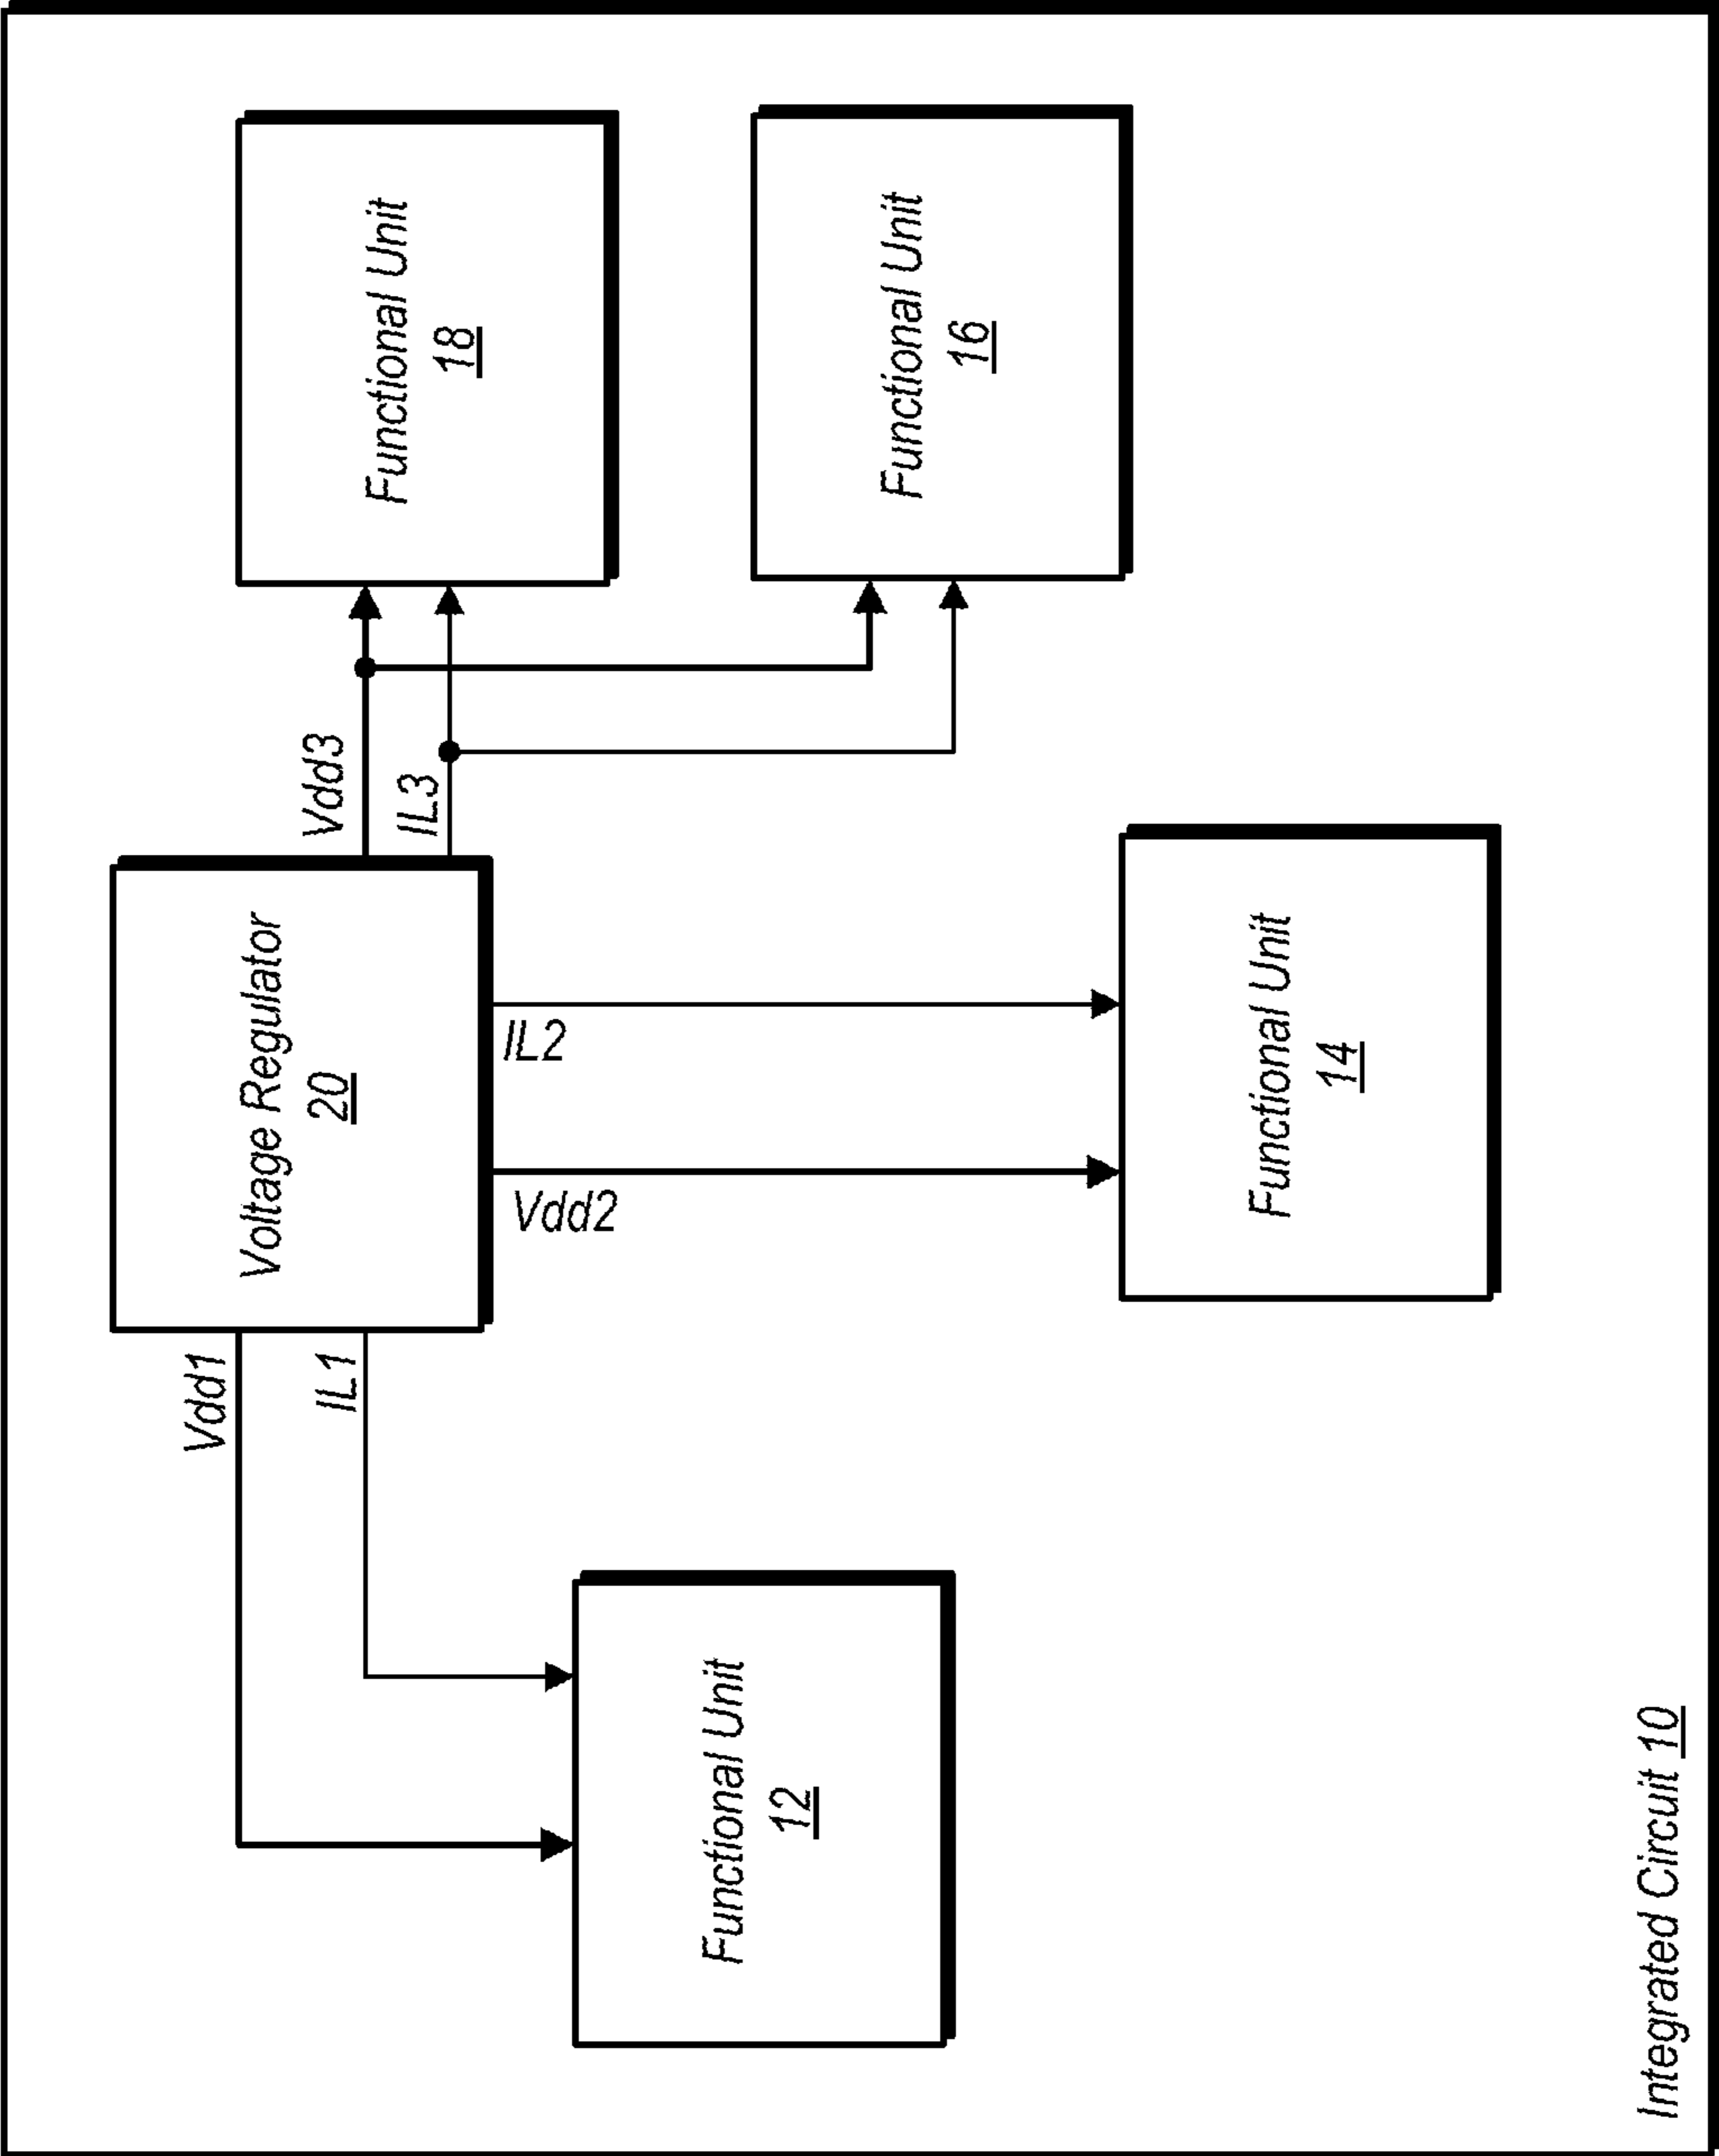 Voltage Regulator
20
Vdd1
IL1
Vdd2
IL2
Vdd3
IL3
Functional Unit
18
Functional Unit
12
Functional Unit
16
Functional Unit
14
Integrated Circuit 10